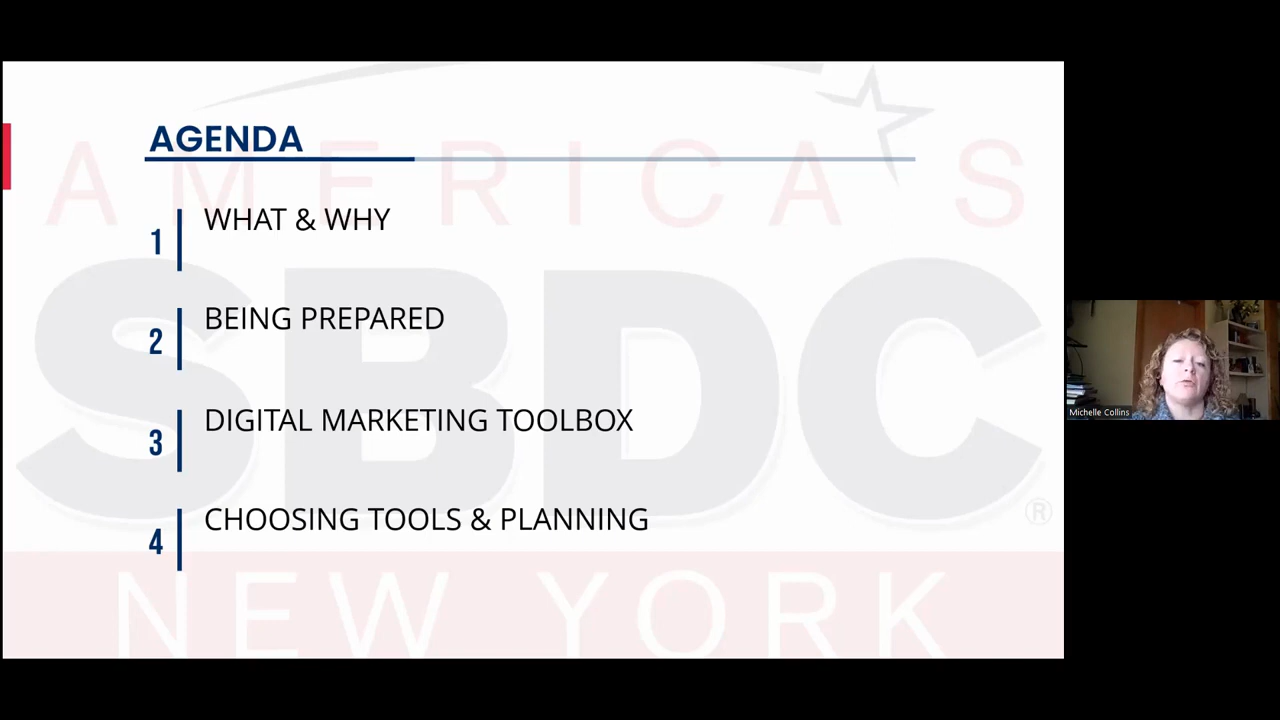 AGENDA
AMERICA'S
1
WHAT & WHY
2
BEING PREPARED
SBDC
3
DIGITAL MARKETING TOOLBOX
4
CHOOSING TOOLS & PLANNING
®
NEW YORK
Michelle Collins